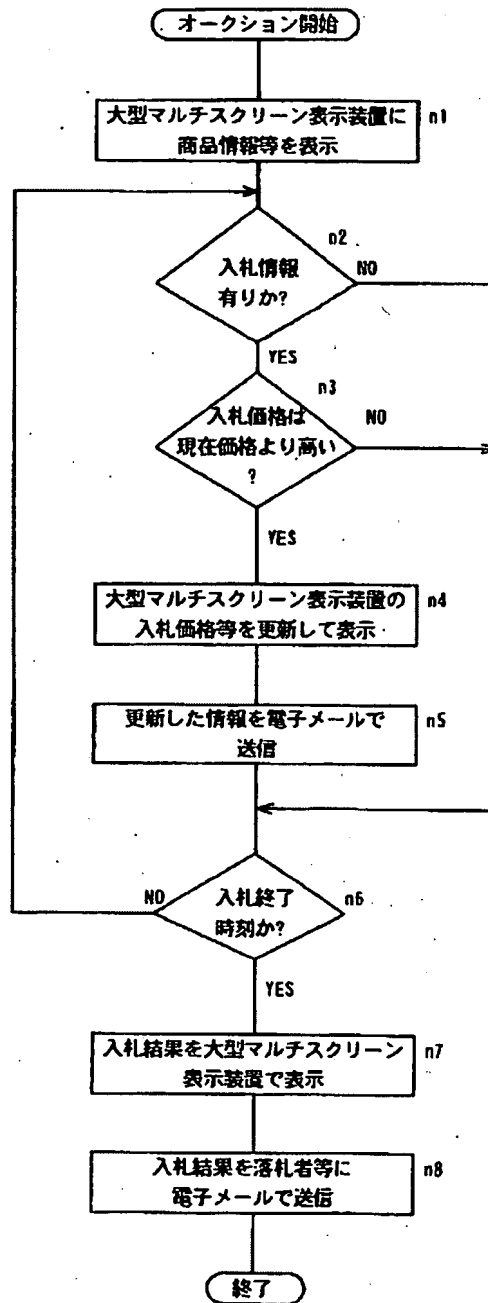 オークション開始
大型マルチスクリーン表示装置に n1
商品情報等を表示
n2
入札情報 NO
有りか?
YES
n3
入札価格は NO
現在価格より高い
?
YES
大型マルチスクリーン表示装置の n4
入札価格等を更新して表示
更新した情報を電子メールで n5
送信
NO 入札終了 n6
時刻か?
YES
入札結果を大型マルチスクリーン n7
表示装置で表示
入札結果を落札者等に n8
電子メールで送信
終了